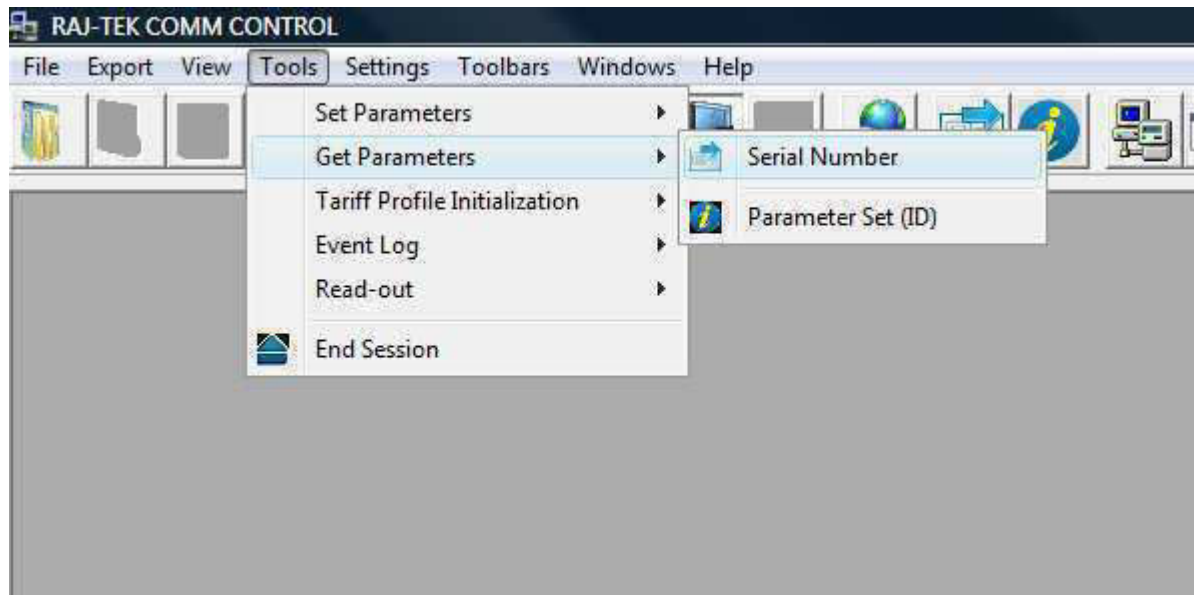 RAJ-TEK COMM CONTROL
File Export View Tools Settings Toolbars Windows Help
Set Parameters
Get Parameters
Serial Number
Tariff Profile Initialization
Parameter Set (ID)
Event Log
Read-out
End Session